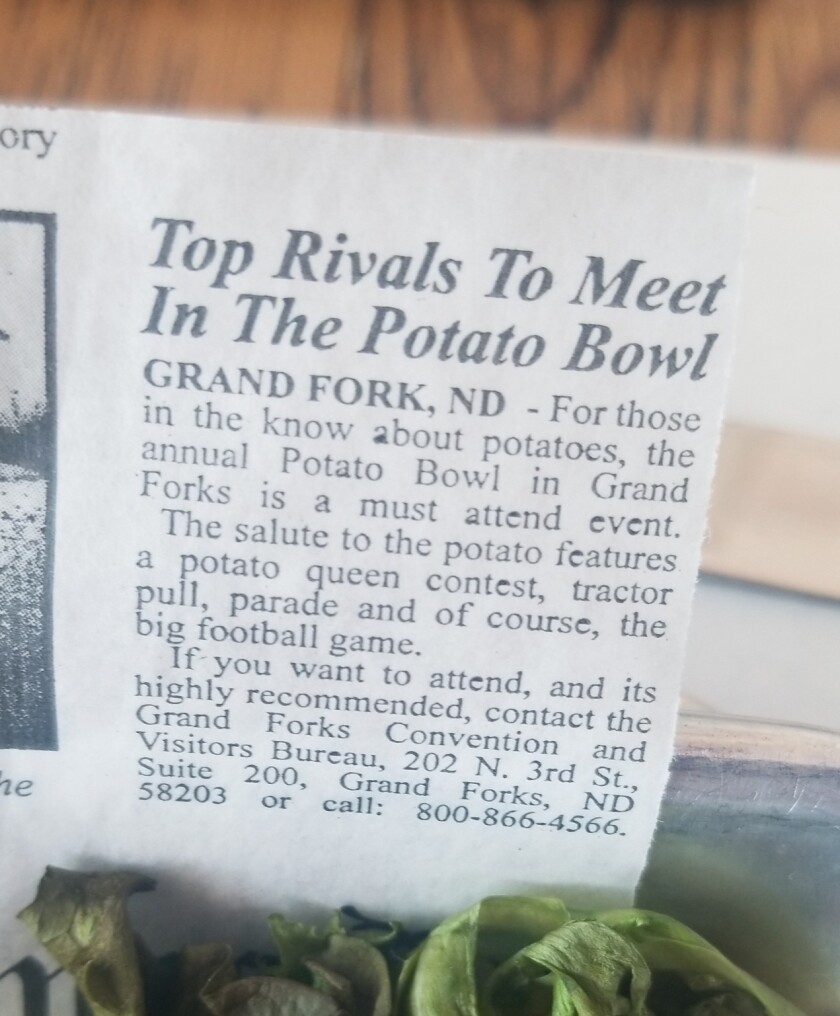 ory
Top Rivals To Meet
In The Potato Bowl
GRAND FORK, ND - For those
in the know about potatoes, the
annual Potato Bowl in Grand
Forks is a must attend event.
The salute to the potato features
a potato queen contest, tractor
pull, parade and of course, the
big football game.
If you want to attend, and its
highly recommended, contact the
Grand Forks Convention and
Visitors Bureau, 202 N. 3rd St.,
Suite 200, Grand Forks, ND
58203 or call: 800-866-4566.
he